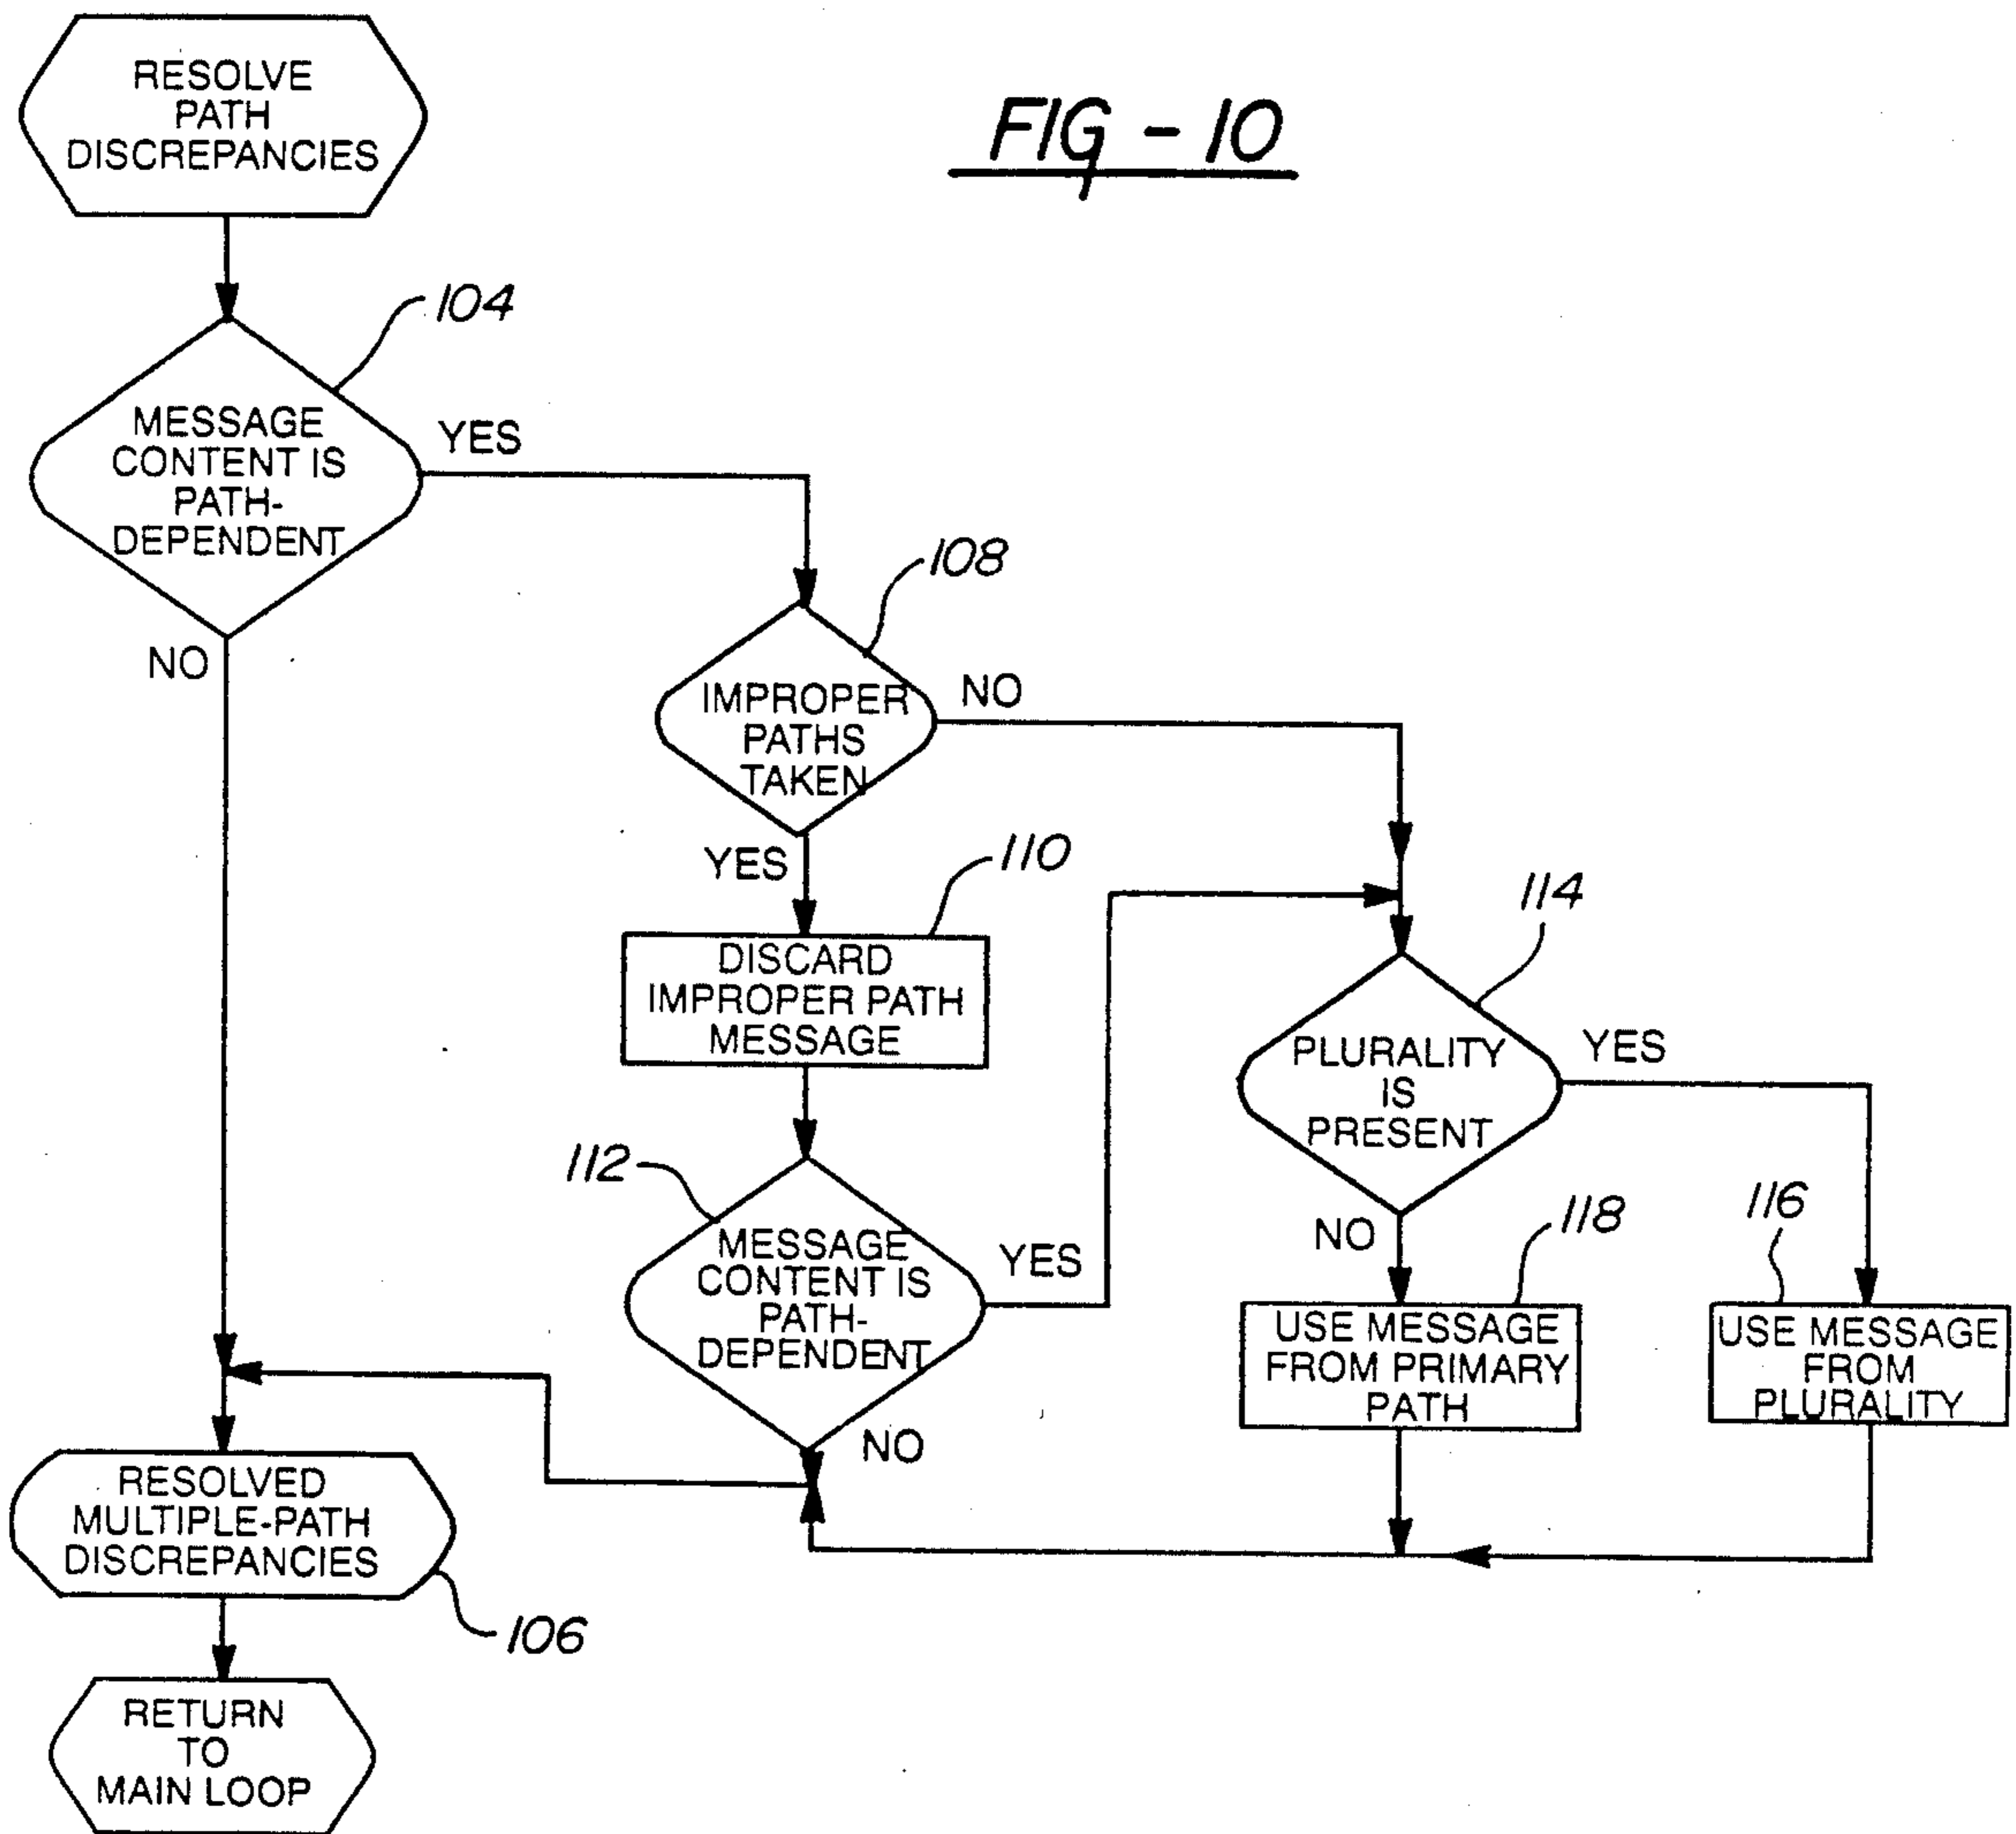 RESOLVE
PATH
DISCREPANCIES
FIG - 10
104
MESSAGE
CONTENT IS
PATH-
DEPENDENT
YES
NO
108
IMPROPER
PATHS
TAKEN
NO
YES
110
DISCARD
IMPROPER PATH
MESSAGE
112
MESSAGE
CONTENT IS
PATH-
DEPENDENT
YES
NO
114
PLURALITY
IS
PRESENT
YES
NO
118
USE MESSAGE
FROM PRIMARY
PATH
116
USE MESSAGE
FROM
PLURALITY
RESOLVED
MULTIPLE-PATH
DISCREPANCIES
106
RETURN
TO
MAIN LOOP